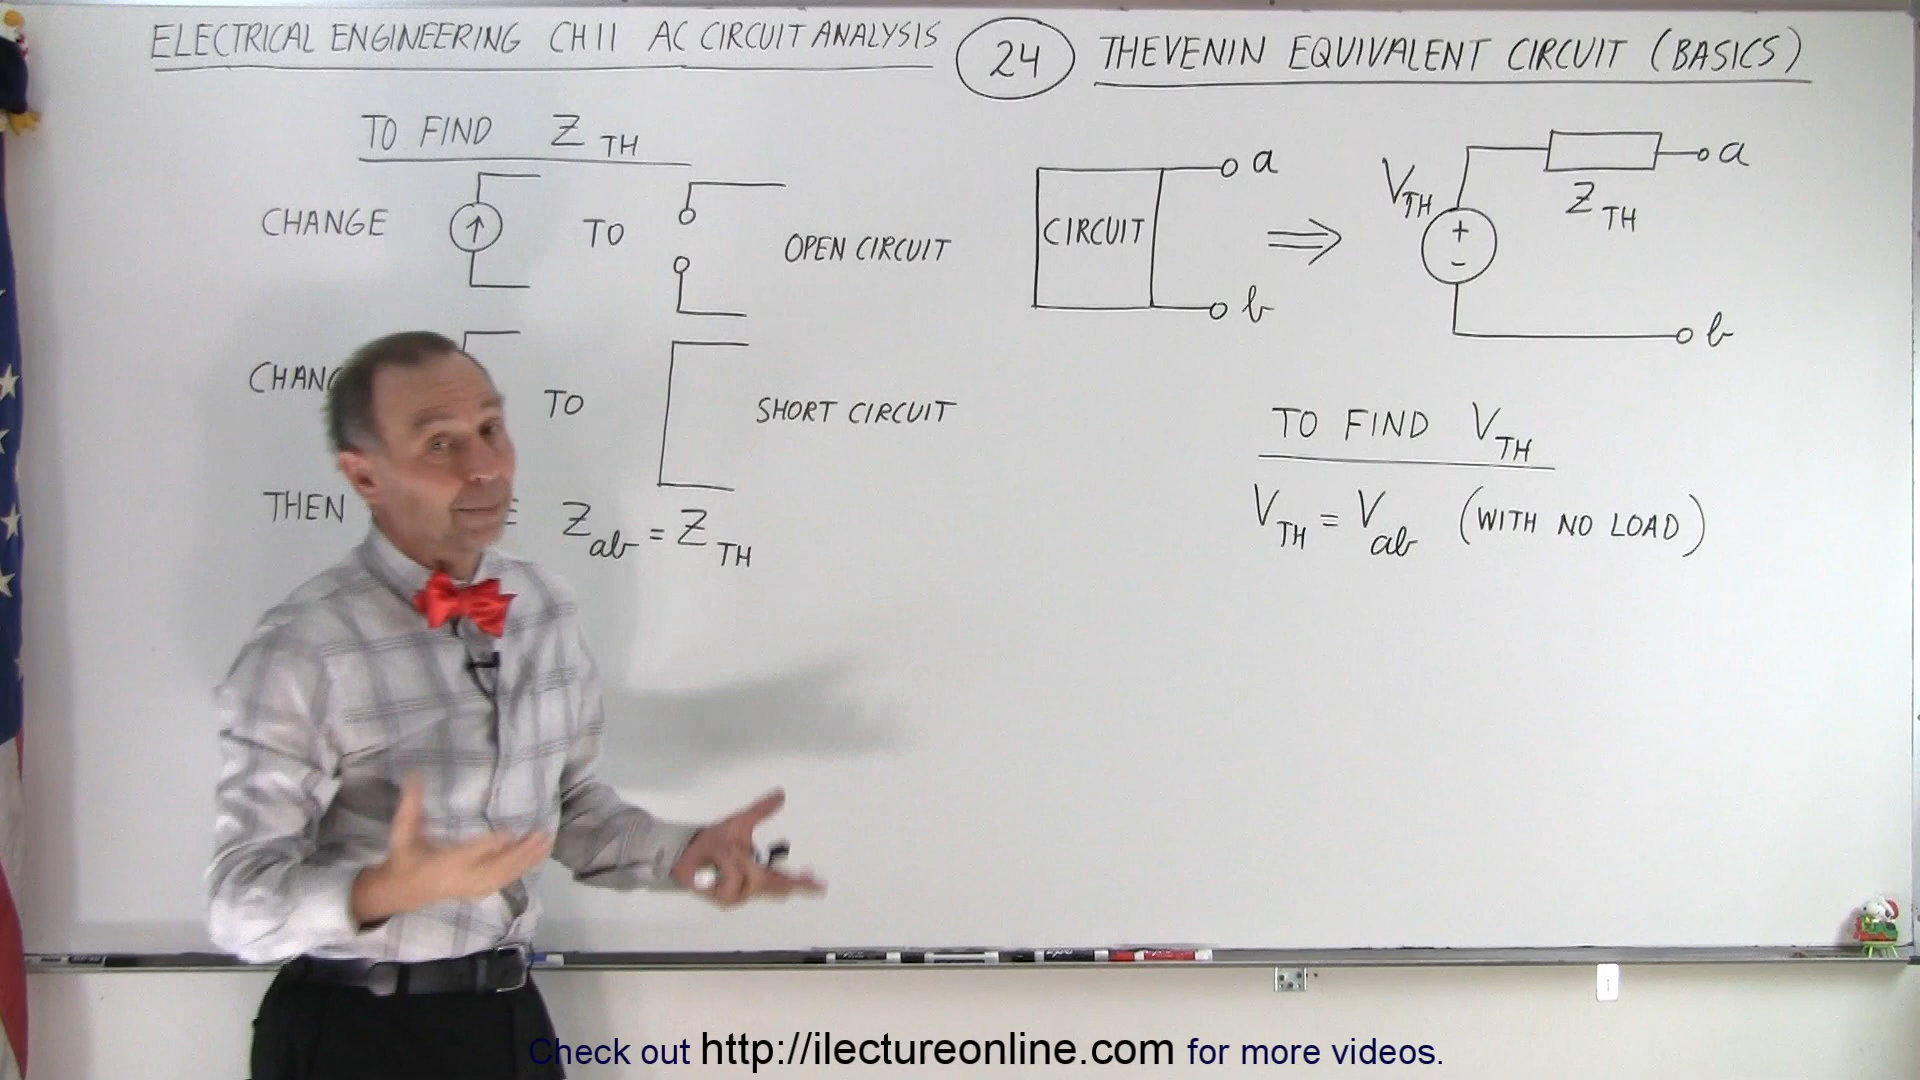 ELECTRICAL ENGINEERING CH 11 AC CIRCUIT ANALYSIS 24 THEVENIN EQUIVALENT CIRCUIT (BASICS)
TO FIND Z TH
CHANGE TO OPEN CIRCUIT
TO SHORT CIRCUIT
THEN Z ab = Z TH
CIRCUIT a b
V TH + - Z TH a b
TO FIND V TH
V TH = V ab (WITH NO LOAD)
Check out http://ilectureonline.com for more videos.